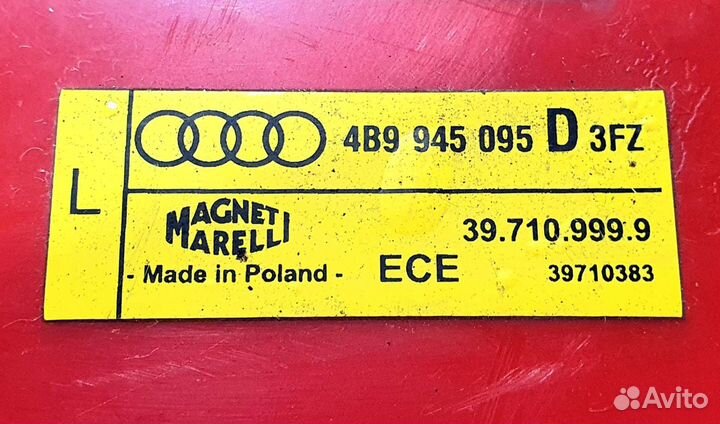 L
4B9 945 095 D 3FZ
MAGNETI
MARELLI
39.710.999.9
- Made in Poland -
ECE
39710383
Avito